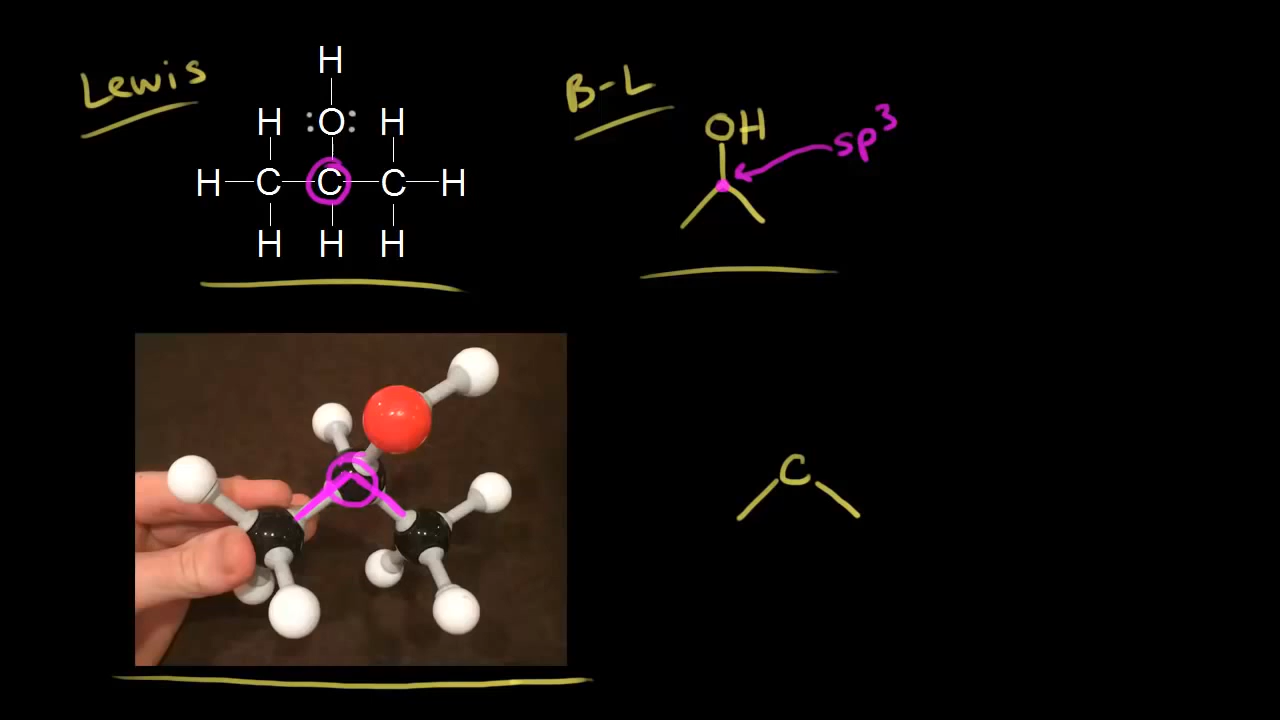 Lewis
H
H :O: H
H C C C H
H H H
B-L
OH
sp³
C